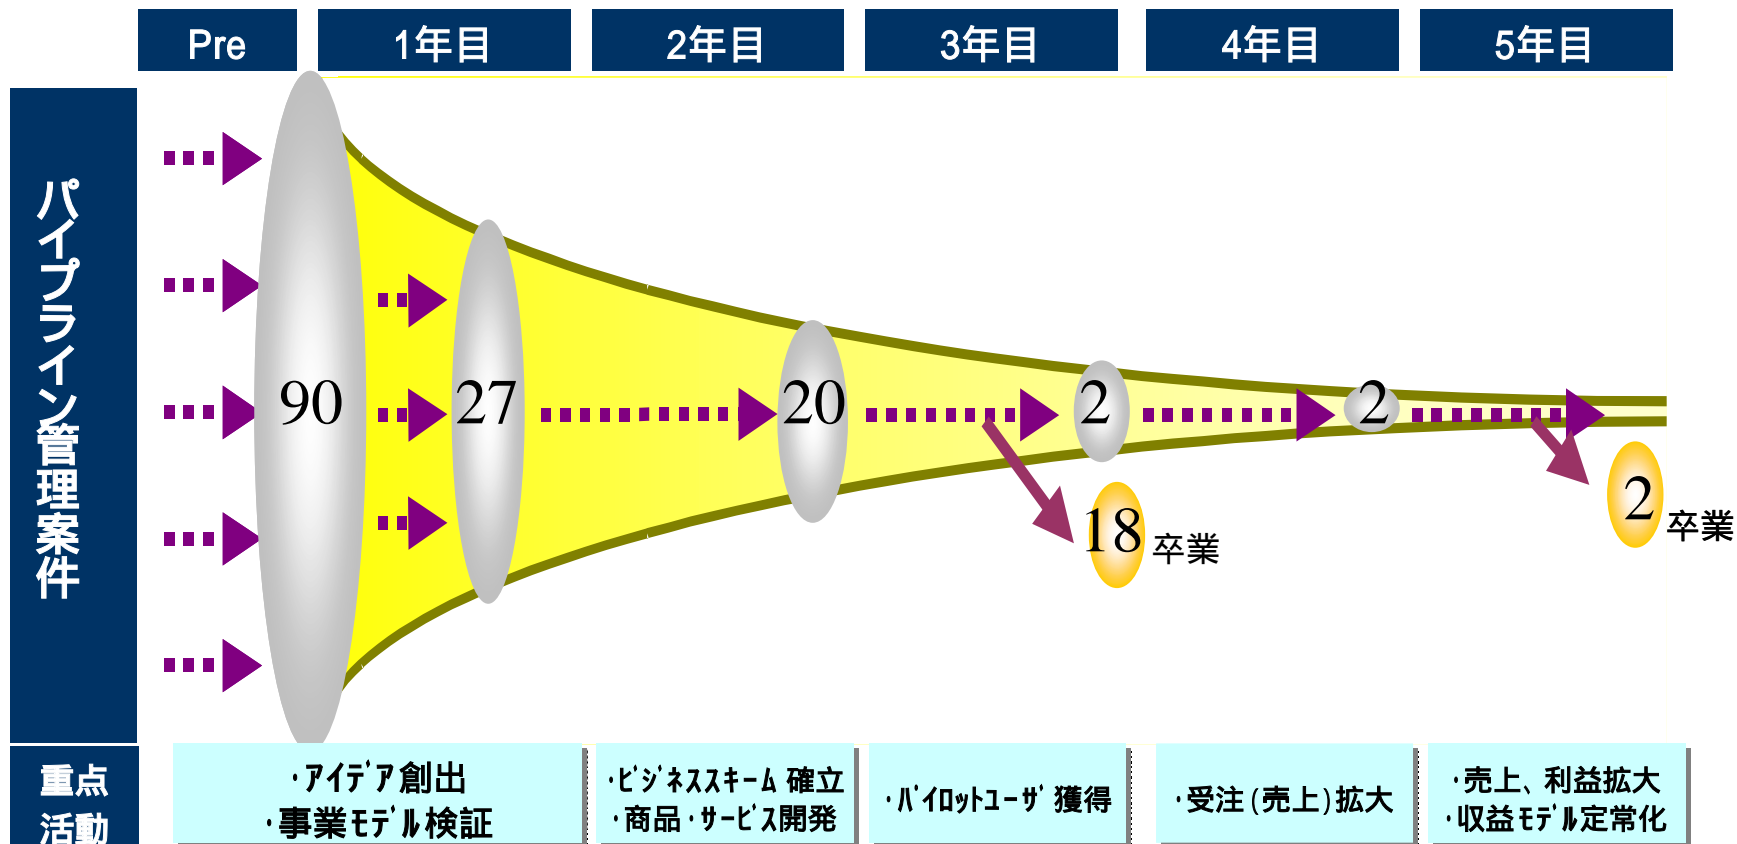 Pre
1年目
2年目
3年目
4年目
5年目
パイプライン管理案件
90
27
20
2
2
18
卒業
2
卒業
重点
活動
・アイデア創出
・事業モデル検証
・ビジネススキーム 確立
・商品・サービス開発
・パイロットユーザ 獲得
・受注(売上)拡大
・売上、利益拡大
・収益モデル定常化